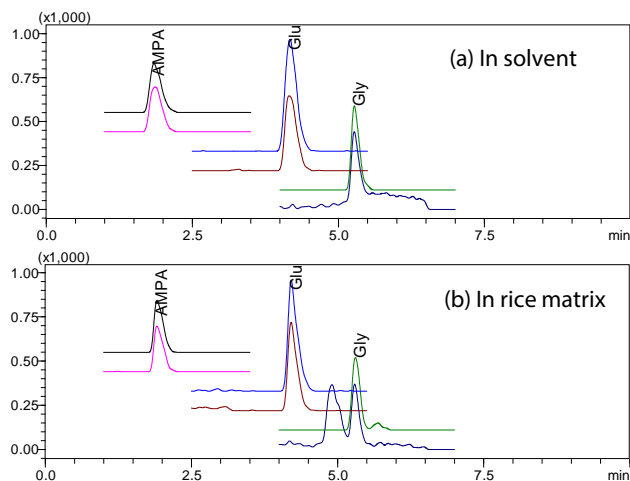 (x1,000)
1.00
0.75
0.50
0.25
0.00
AMPA
Glu
Gly
(a) In solvent
0.0 2.5 5.0 7.5 min
(x1,000)
1.00
0.75
0.50
0.25
0.00
AMPA
Glu
Gly
(b) In rice matrix
0.0 2.5 5.0 7.5 min